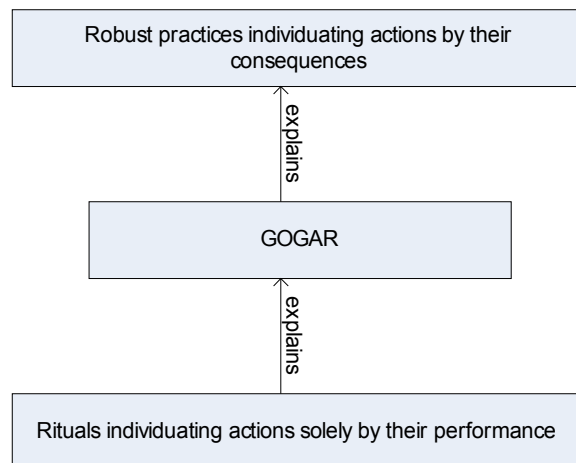 Robust practices individuating actions by their
consequences
explains
GOGAR
explains
Rituals individuating actions solely by their performance